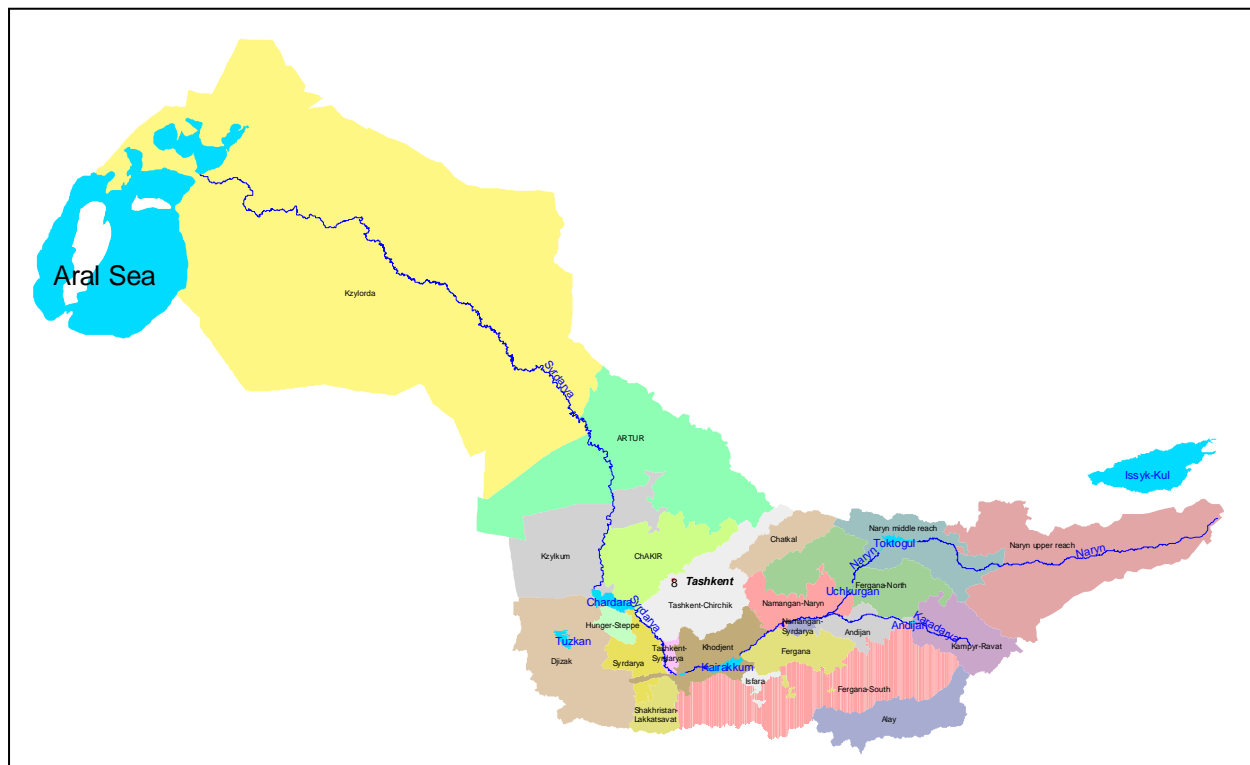 Aral Sea
Kzylorda
Syrdarya
ARTUR
Issyk-Kul
Naryn middle reach
Naryn upper reach
Toktogul
Naryn
Naryn
Chatkal
Kzylkum
ChAKIR
8
Tashkent
Tashkent-Chirchik
Fergana-North
Uchkurgan
Namangan-Naryn
Chardara
Syrdarya
Hunger-Steppe
Namangan-
Syrdarya
Andijan
Andijan
Karadarya
Kampyr-Ravat
Tuzkan
Djizak
Syrdarya
Tashkent-
Syrdarya
Khodjent
Kairakkum
Fergana
Isfara
Fergana-South
Shakhristan-
Lakkatsavat
Alay